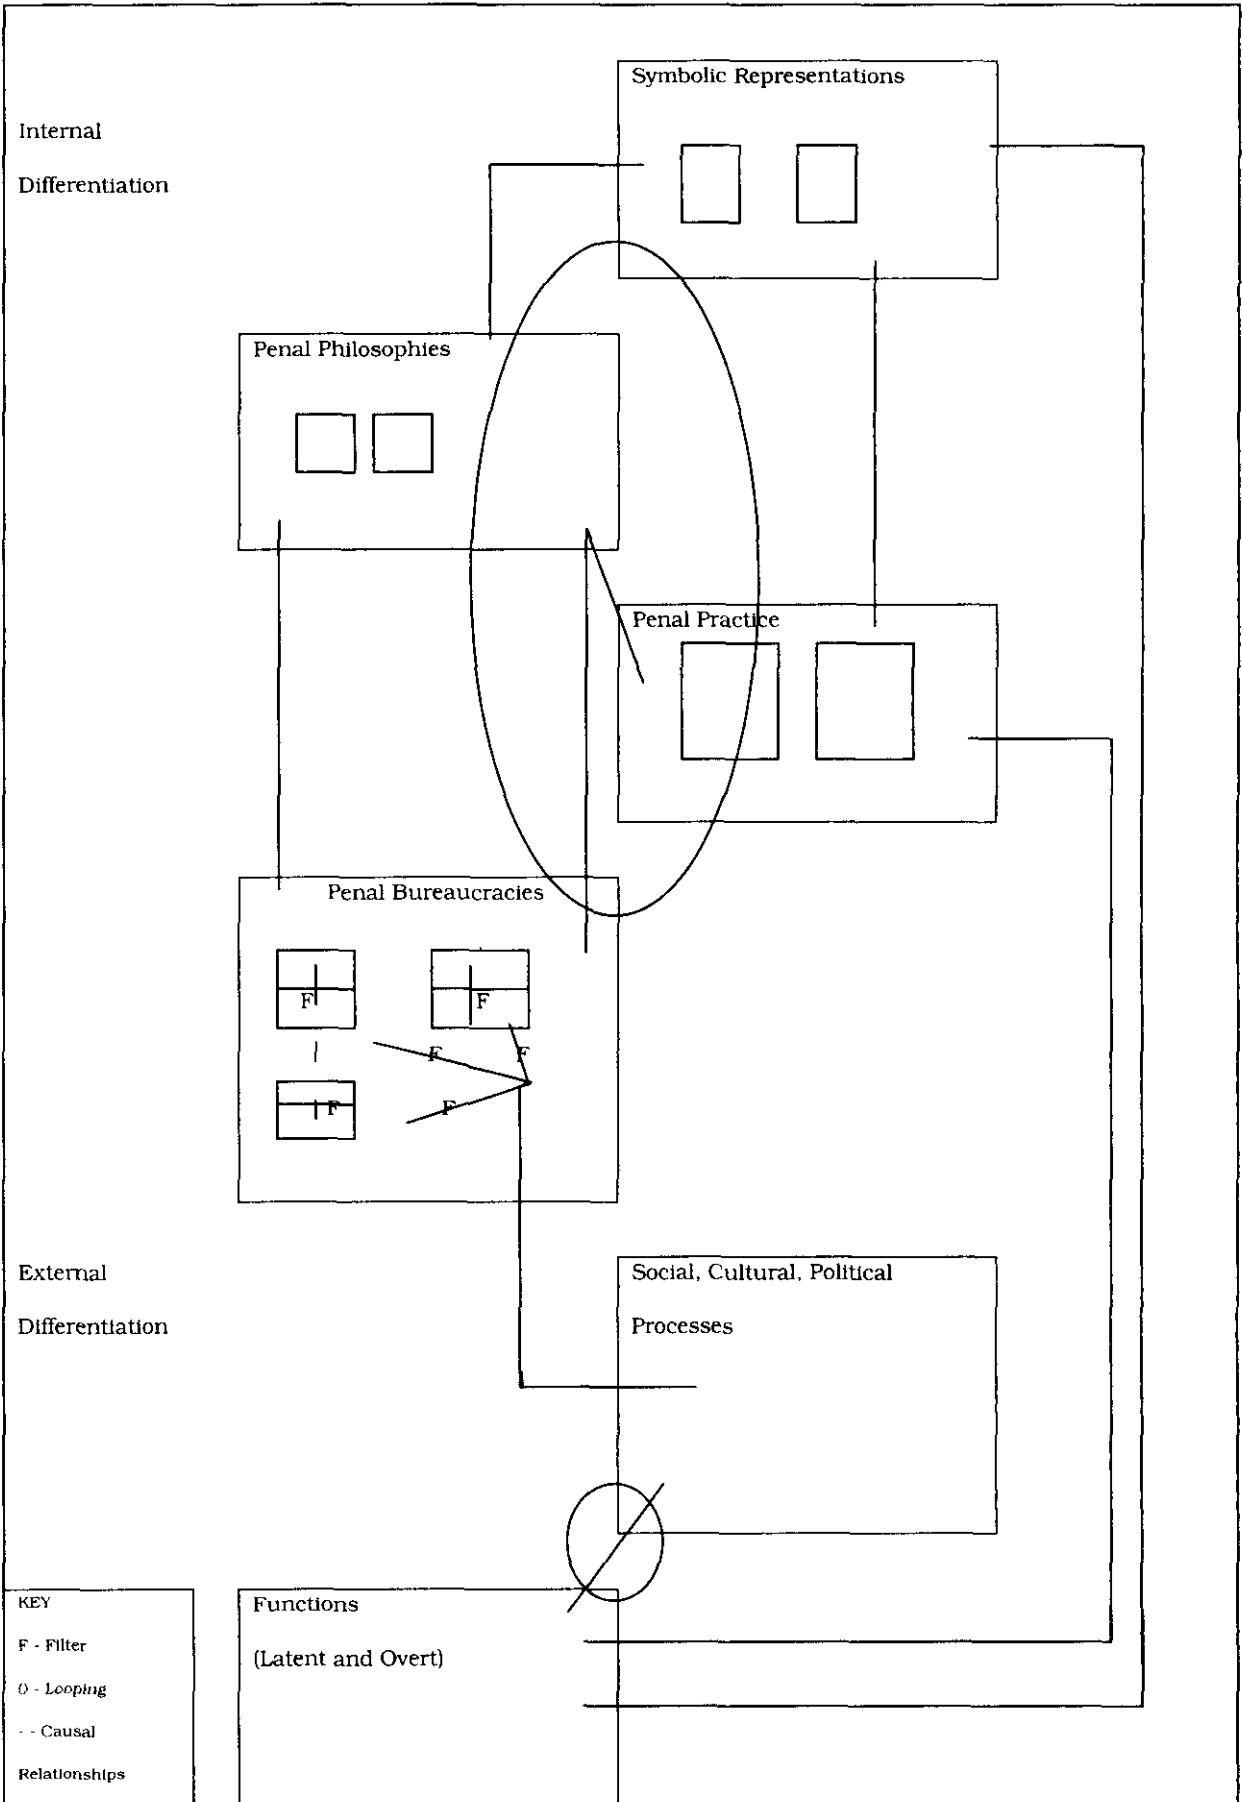 Symbolic Representations
Internal
Differentiation
Penal Philosophies
Penal Practice
Penal Bureaucracies
F
F
F
F
F
F
External
Differentiation
Social, Cultural, Political
Processes
KEY
F - Filter
() - Looping
- - Causal
Relationships
Functions
(Latent and Overt)